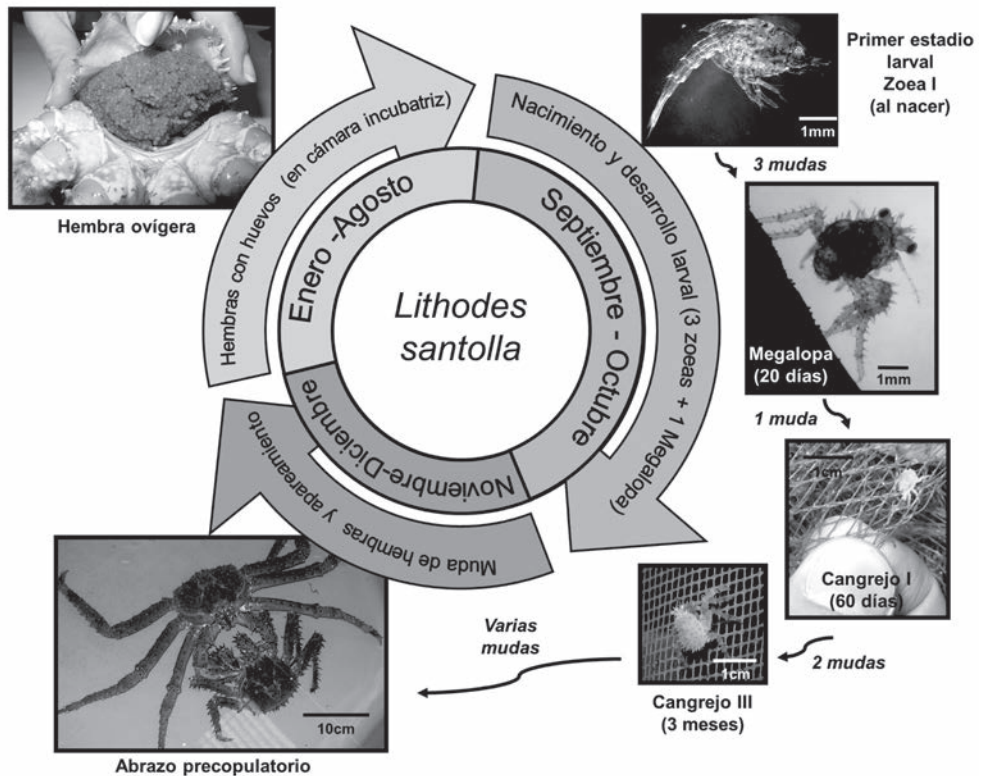 Hembra ovígera
Hembras con huevos (en cámara incubatriz)
Enero -Agosto
Lithodes
santolla
Septiembre - Octubre
Nacimiento y desarrollo larval (3 zoeas + 1 Megalopa)
Noviembre-Diciembre
Muda de hembras y apareamiento
Primer estadio
larval
Zoea I
(al nacer)
1mm
3 mudas
Megalopa
(20 días)
1mm
1 muda
1cm
Cangrejo I
(60 días)
2 mudas
1cm
Cangrejo III
(3 meses)
Varias
mudas
10cm
Abrazo precopulatorio